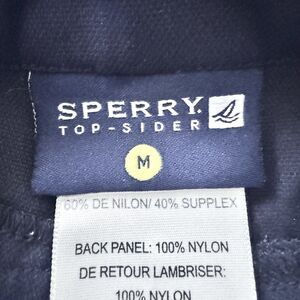 SPERRY.
TOP-SIDER
M
60% DE NILON/ 40% SUPPLEX
BACK PANEL: 100% NYLON
DE RETOUR LAMBRISER:
100% NYLON